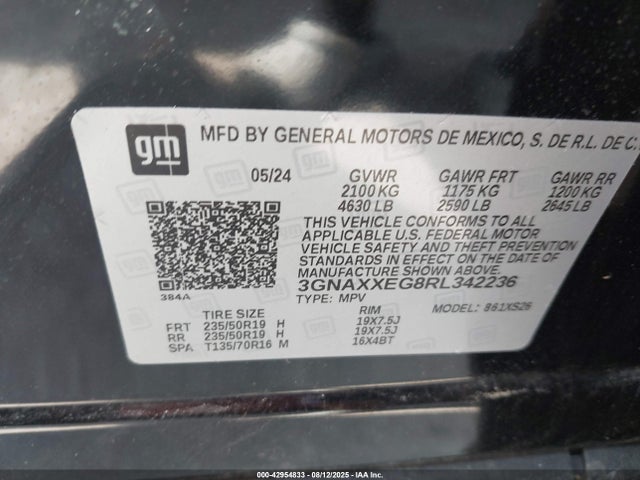 gm
MFD BY GENERAL MOTORS DE MEXICO, S. DE R.L. DE C.
05/24 GVWR GAWR FRT GAWR RR
2100 KG 1175 KG 1200 KG
4630 LB 2590 LB 2645 LB
THIS VEHICLE CONFORMS TO ALL
APPLICABLE U.S. FEDERAL MOTOR
VEHICLE SAFETY AND THEFT PREVENTION
STANDARDS IN EFFECT ON THE DATE OF
MANUFACTURE SHOWN ABOVE.
384A 3GNAXXEG8RL342236
TYPE: MPV MODEL: 861XS26
TIRE SIZE RIM
FRT 235/50R19 H 19X7.5J
RR 235/50R19 H 19X7.5J
SPA T135/70R16 M 16X4BT
000-42954833 - 08/12/2025 - IAA Inc.